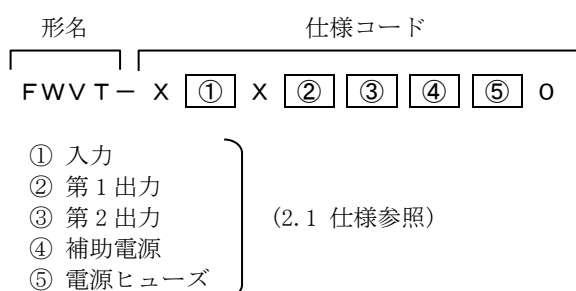 形名 仕様コード
FWVT－ X ① X ② ③ ④ ⑤ 0
① 入力
② 第1出力
③ 第2出力 (2.1 仕様参照)
④ 補助電源
⑤ 電源ヒューズ